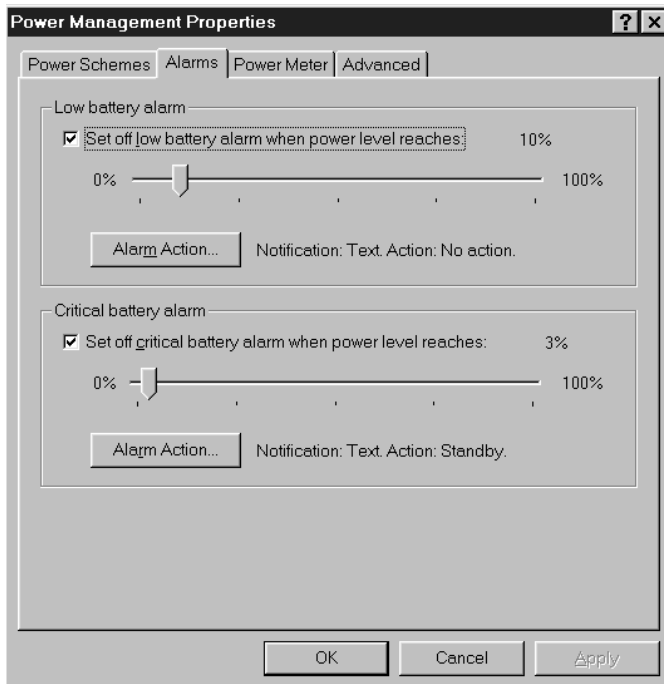 Power Management Properties
Power Schemes Alarms Power Meter Advanced
Low battery alarm
Set off low battery alarm when power level reaches: 10%
0% 100%
Alarm Action... Notification: Text. Action: No action.
Critical battery alarm
Set off critical battery alarm when power level reaches: 3%
0% 100%
Alarm Action... Notification: Text. Action: Standby.
OK Cancel Apply